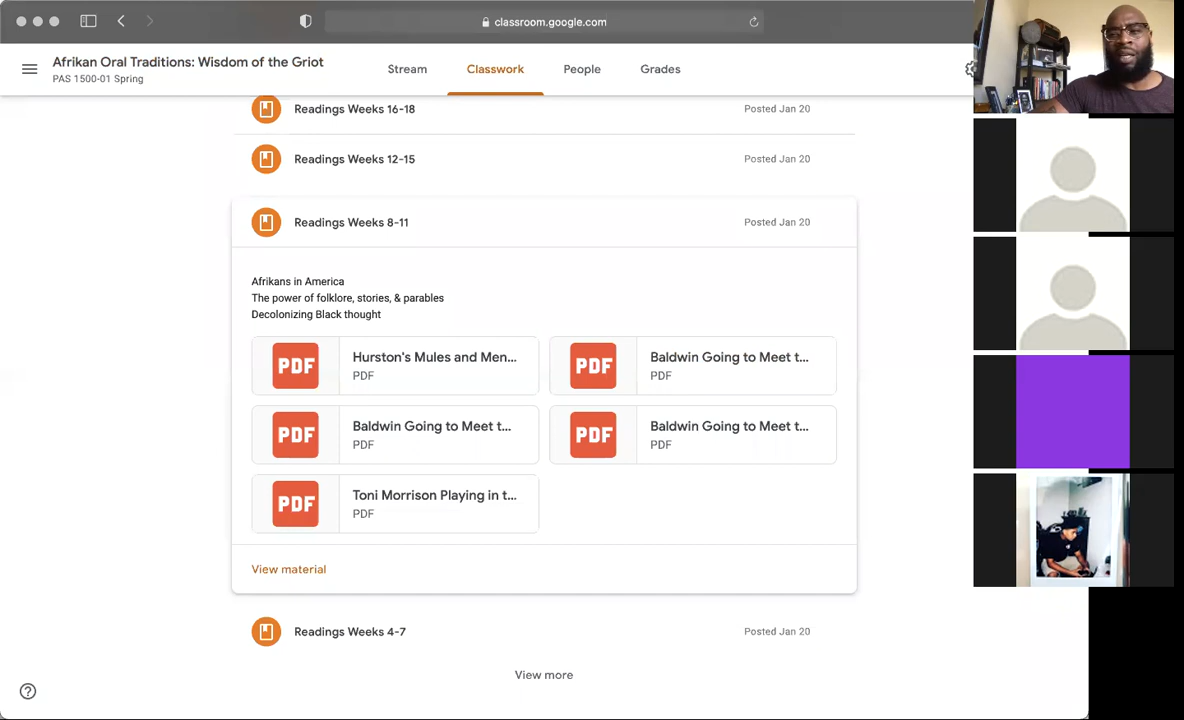 classroom.google.com
Afrikan Oral Traditions: Wisdom of the Griot
PAS 1500-01 Spring
Stream
Classwork
People
Grades
Readings Weeks 16-18
Posted Jan 20
Readings Weeks 12-15
Posted Jan 20
Readings Weeks 8-11
Posted Jan 20
Afrikans in America
The power of folklore, stories, & parables
Decolonizing Black thought
PDF
Hurston's Mules and Men...
PDF
PDF
Baldwin Going to Meet t...
PDF
PDF
Baldwin Going to Meet t...
PDF
PDF
Baldwin Going to Meet t...
PDF
PDF
Toni Morrison Playing in t...
PDF
View material
Readings Weeks 4-7
Posted Jan 20
View more
?